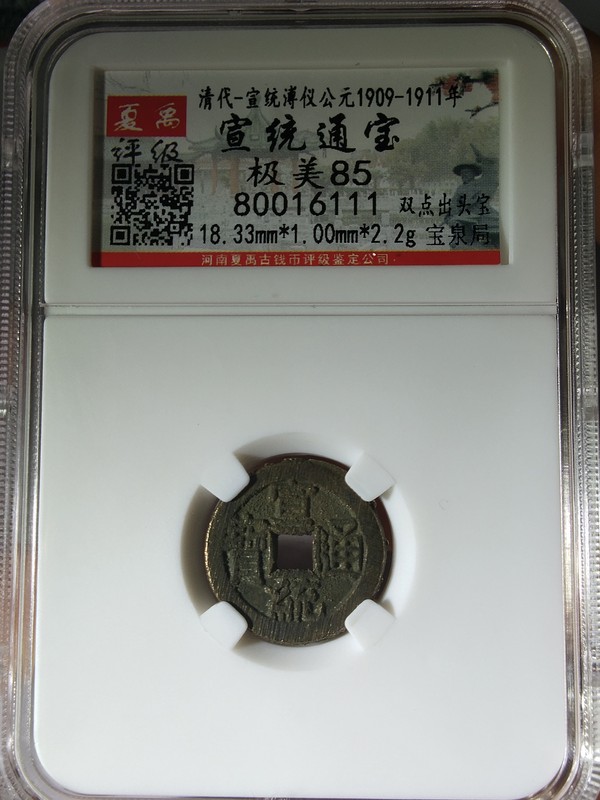 清代-宣统溥仪公元1909-1911年
夏禹
评级
宣统通宝
极美85
80016111 双点出头宝
18.33mm*1.00mm*2.2g 宝泉局
河南夏禹古钱币评级鉴定公司
宣
寳 通
統